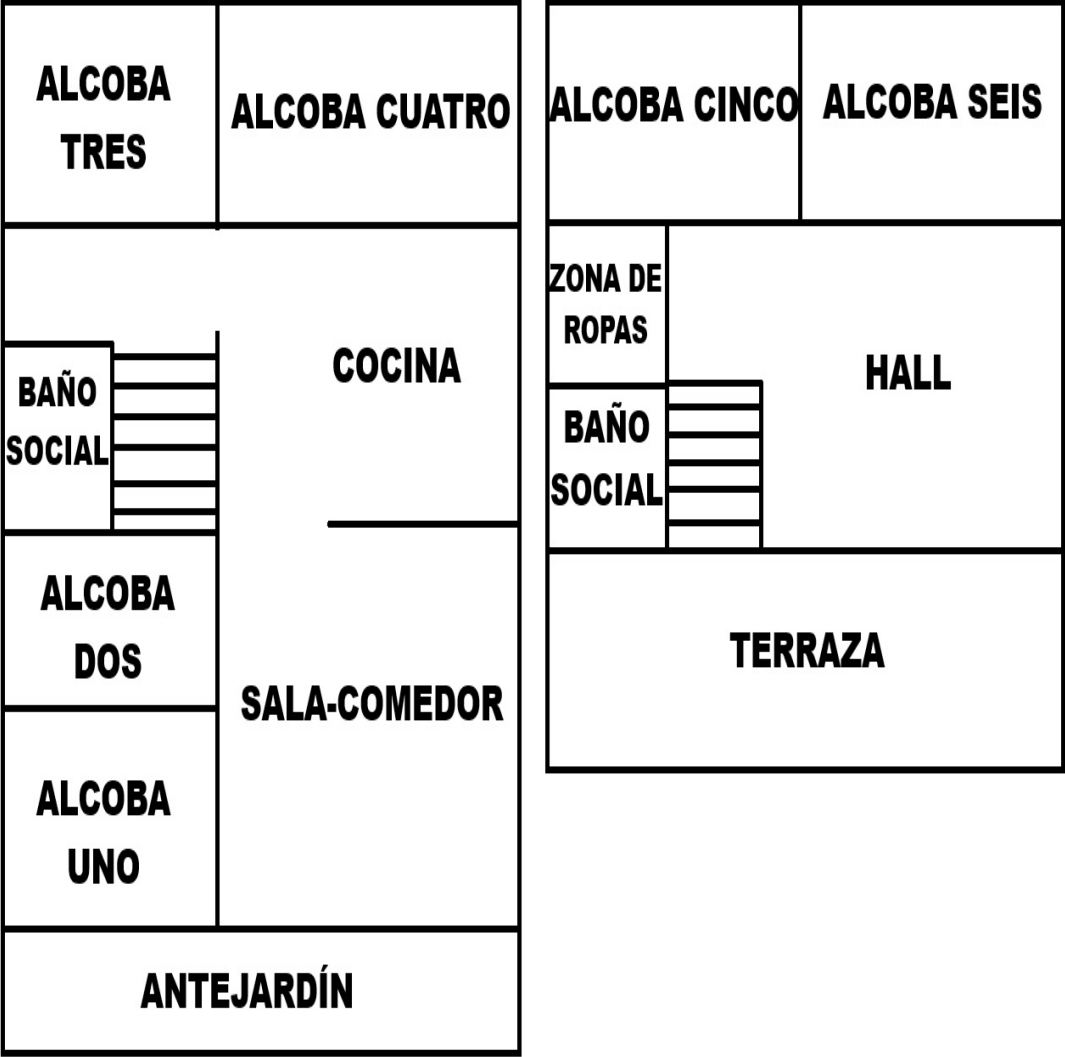 ALCOBA
TRES
ALCOBA CUATRO
COCINA
BAÑO
SOCIAL
ALCOBA
DOS
SALA-COMEDOR
ALCOBA
UNO
ANTEJARDÍN
ALCOBA CINCO
ALCOBA SEIS
ZONA DE
ROPAS
HALL
BAÑO
SOCIAL
TERRAZA